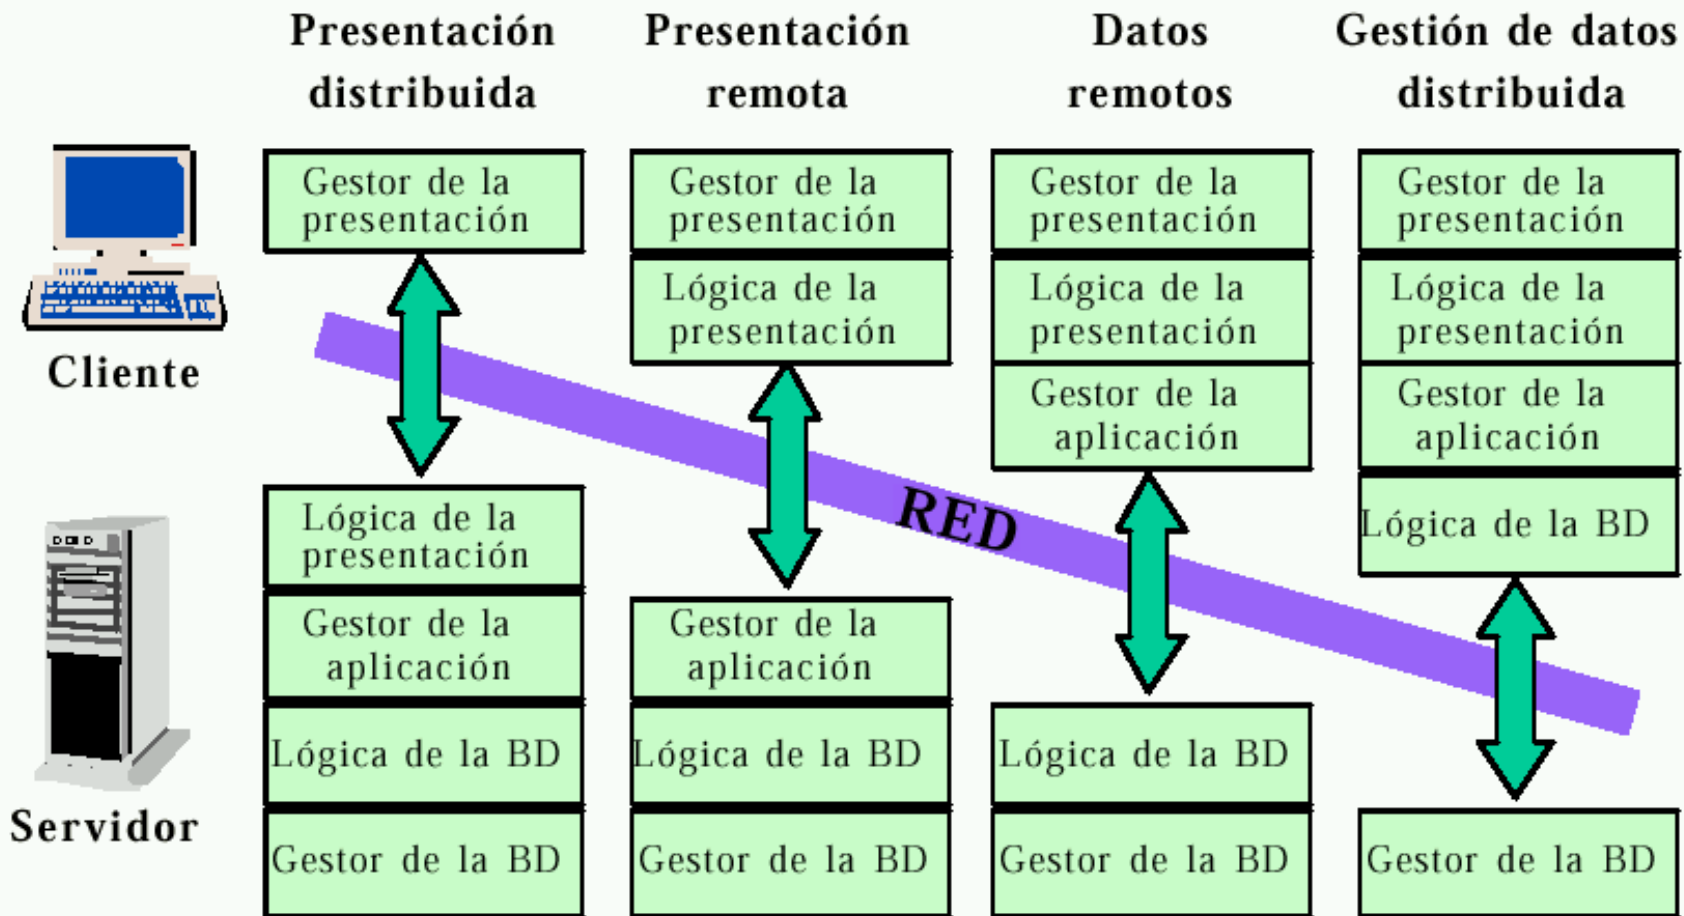 Presentación
distribuida
Presentación
remota
Datos
remotos
Gestión de datos
distribuida
Cliente
Servidor
RED
Gestor de la
presentación
Lógica de la
presentación
Gestor de la
aplicación
Lógica de la BD
Gestor de la BD
Gestor de la
presentación
Lógica de la
presentación
Gestor de la
aplicación
Lógica de la BD
Gestor de la BD
Gestor de la
presentación
Lógica de la
presentación
Gestor de la
aplicación
Lógica de la BD
Gestor de la BD
Gestor de la
presentación
Lógica de la
presentación
Gestor de la
aplicación
Lógica de la BD
Gestor de la BD